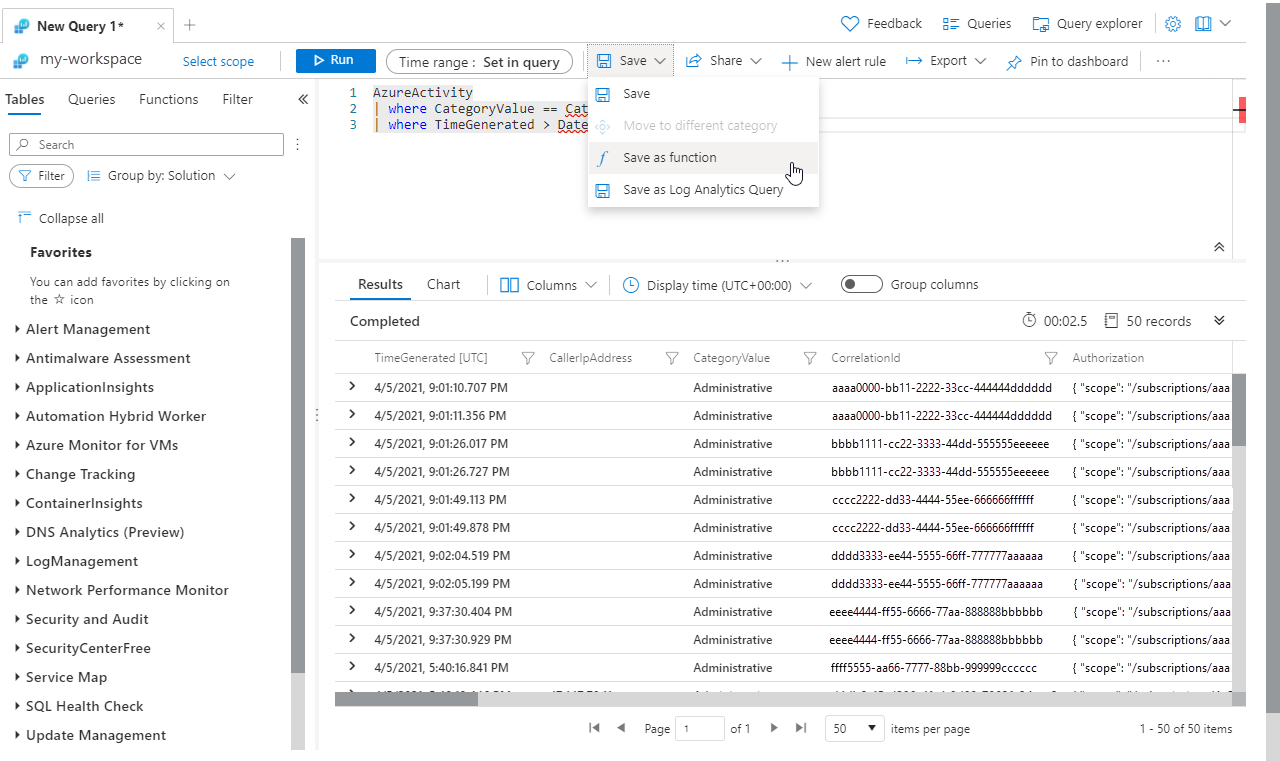 New Query 1*
Feedback
Queries
Query explorer
my-workspace
Select scope
Run
Time range : Set in query
Save
Share
New alert rule
Export
Pin to dashboard
Tables
Queries
Functions
Filter
Search
Filter
Group by: Solution
Collapse all
Favorites
You can add favorites by clicking on
the ☆ icon
Alert Management
Antimalware Assessment
ApplicationInsights
Automation Hybrid Worker
Azure Monitor for VMs
Change Tracking
ContainerInsights
DNS Analytics (Preview)
LogManagement
Network Performance Monitor
Security and Audit
SecurityCenterFree
Service Map
SQL Health Check
Update Management
1 AzureActivity
2 | where CategoryValue == Cat
3 | where TimeGenerated > Date
Save
Move to different category
Save as function
Save as Log Analytics Query
Results
Chart
Columns
Display time (UTC+00:00)
Group columns
Completed
00:02.5
50 records
TimeGenerated [UTC] CallerIpAddress CategoryValue CorrelationId Authorization
4/5/2021, 9:01:10.707 PM Administrative aaaa0000-bb11-2222-33cc-444444dddddd { "scope": "/subscriptions/aaa
4/5/2021, 9:01:11.356 PM Administrative aaaa0000-bb11-2222-33cc-444444dddddd { "scope": "/subscriptions/aaa
4/5/2021, 9:01:26.017 PM Administrative bbbb1111-cc22-3333-44dd-555555eeeeee { "scope": "/subscriptions/aaa
4/5/2021, 9:01:26.727 PM Administrative bbbb1111-cc22-3333-44dd-555555eeeeee { "scope": "/subscriptions/aaa
4/5/2021, 9:01:49.113 PM Administrative cccc2222-dd33-4444-55ee-666666ffffff { "scope": "/subscriptions/aaa
4/5/2021, 9:01:49.878 PM Administrative cccc2222-dd33-4444-55ee-666666ffffff { "scope": "/subscriptions/aaa
4/5/2021, 9:02:04.519 PM Administrative dddd3333-ee44-5555-66ff-777777aaaaaa { "scope": "/subscriptions/aaa
4/5/2021, 9:02:05.199 PM Administrative dddd3333-ee44-5555-66ff-777777aaaaaa { "scope": "/subscriptions/aaa
4/5/2021, 9:37:30.404 PM Administrative eeee4444-ff55-6666-77aa-888888bbbbbb { "scope": "/subscriptions/aaa
4/5/2021, 9:37:30.929 PM Administrative eeee4444-ff55-6666-77aa-888888bbbbbb { "scope": "/subscriptions/aaa
4/5/2021, 5:40:16.841 PM Administrative ffff5555-aa66-7777-88bb-999999cccccc { "scope": "/subscriptions/aaa
Page 1 of 1
50 items per page
1 - 50 of 50 items